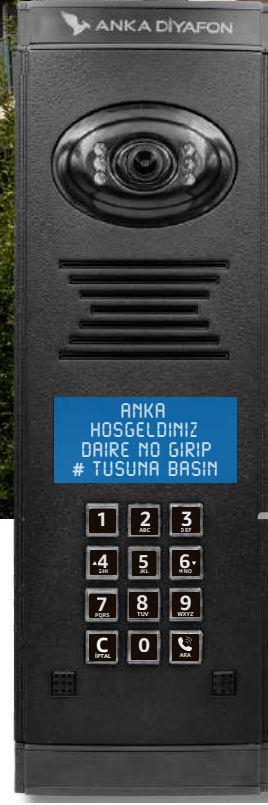 ANKA DİYAFON
ANKA
HOSGELDINIZ
DAIRE NO GIRIP
# TUSUNA BASIN
1 2 ABC 3 DEF
4 GHI 5 JKL 6 MNO
7 PQRS 8 TUV 9 WXYZ
C İPTAL 0 ARA